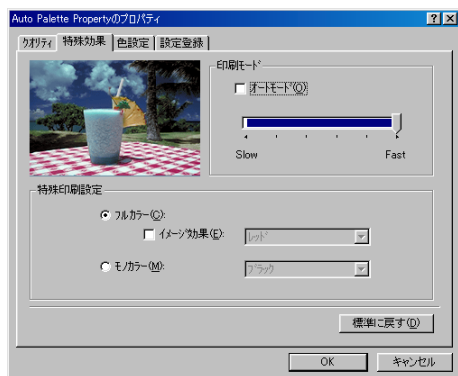 Auto Palette Propertyのプロパティ
クオリティ 特殊効果 色設定 設定登録
印刷モード
オートモード(O)
Slow Fast
特殊印刷設定
フルカラー(C):
イメージ効果(E): レッド
モノカラー(M): ブラック
標準に戻す(D)
OK キャンセル